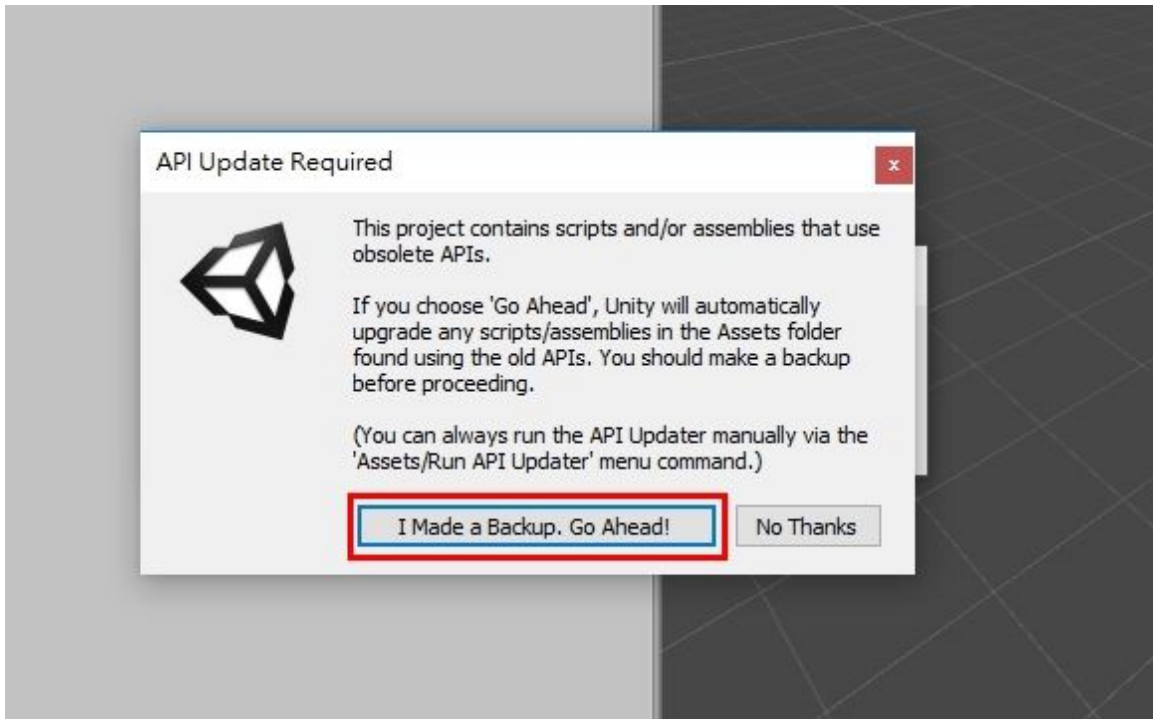 API Update Required
x
This project contains scripts and/or assemblies that use
obsolete APIs.
If you choose 'Go Ahead', Unity will automatically
upgrade any scripts/assemblies in the Assets folder
found using the old APIs. You should make a backup
before proceeding.
(You can always run the API Updater manually via the
'Assets/Run API Updater' menu command.)
I Made a Backup. Go Ahead!
No Thanks